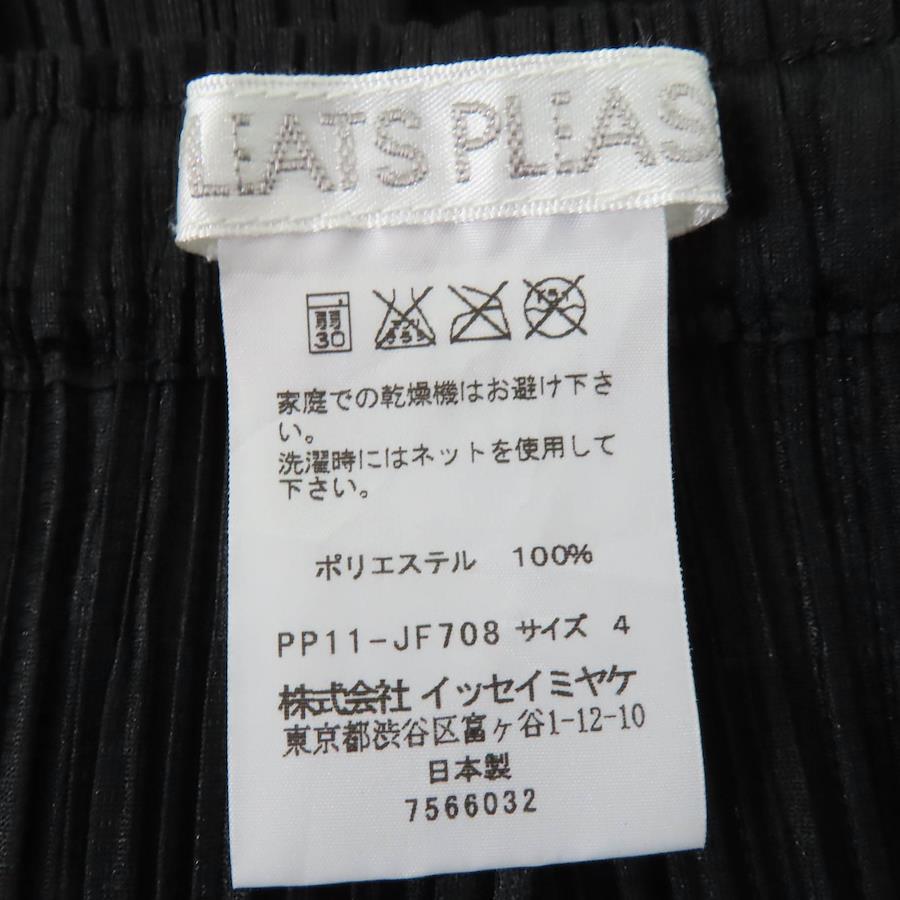 LEATS PLEAS
弱
30
家庭での乾燥機はお避け下さ
い。
洗濯時にはネットを使用して
下さい。
ポリエステル 100%
PP11-JF708 サイズ 4
株式会社 イッセイミヤケ
東京都渋谷区富ヶ谷1-12-10
日本製
7566032